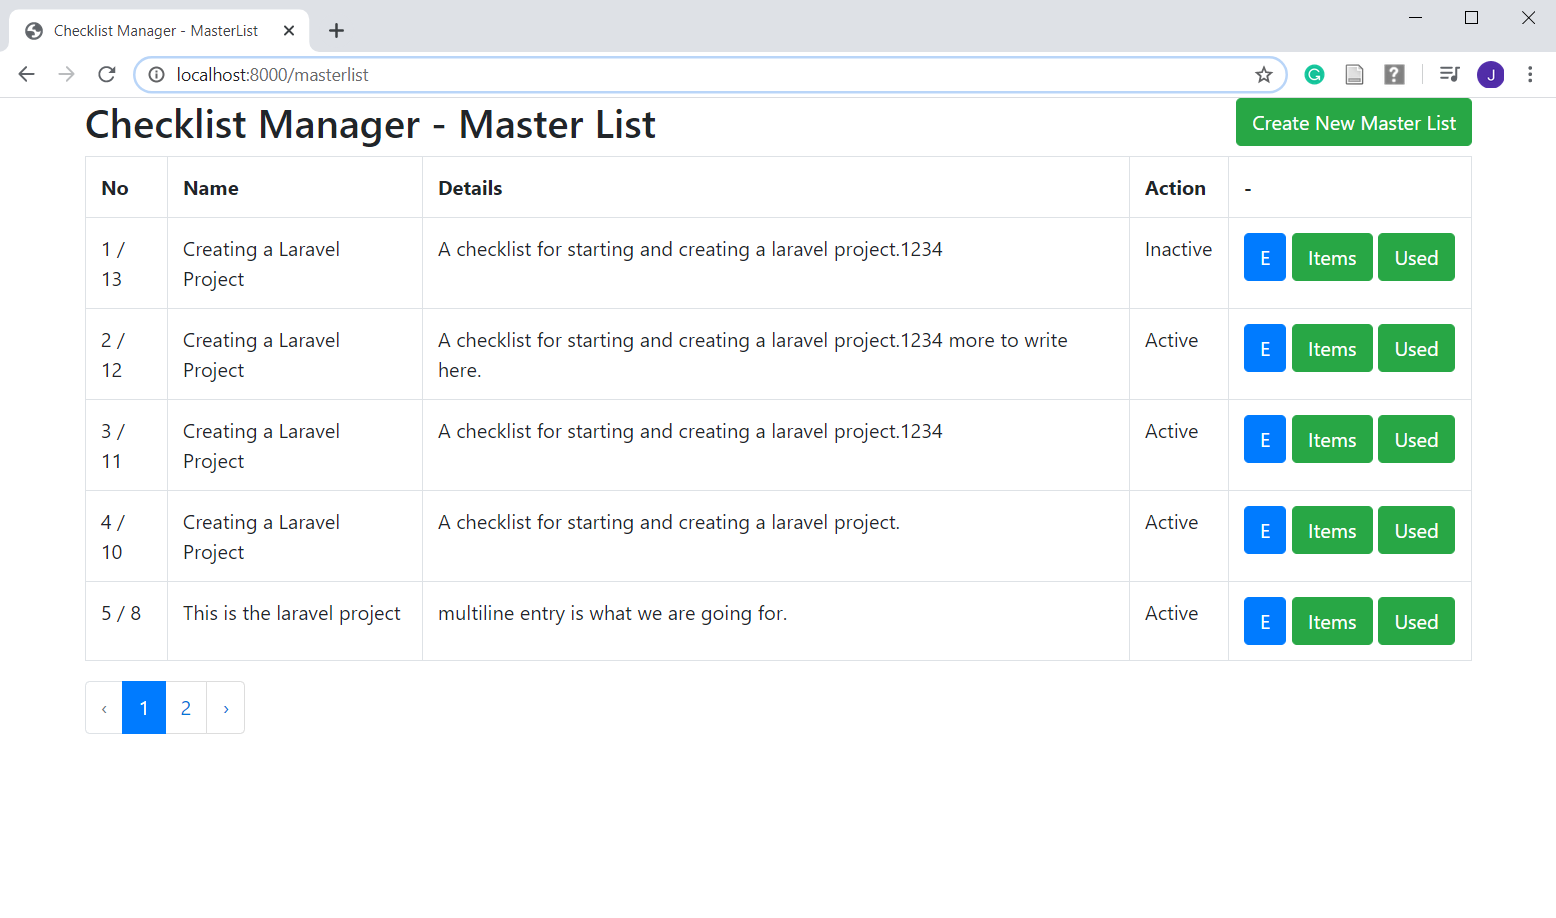 Checklist Manager - MasterList
localhost:8000/masterlist
J
Checklist Manager - Master List
Create New Master List
No Name Details Action -
1 / Creating a Laravel A checklist for starting and creating a laravel project.1234 Inactive E Items Used
13 Project
2 / Creating a Laravel A checklist for starting and creating a laravel project.1234 more to write Active E Items Used
12 Project here.
3 / Creating a Laravel A checklist for starting and creating a laravel project.1234 Active E Items Used
11 Project
4 / Creating a Laravel A checklist for starting and creating a laravel project. Active E Items Used
10 Project
5 / 8 This is the laravel project multiline entry is what we are going for. Active E Items Used
‹ 1 2 ›